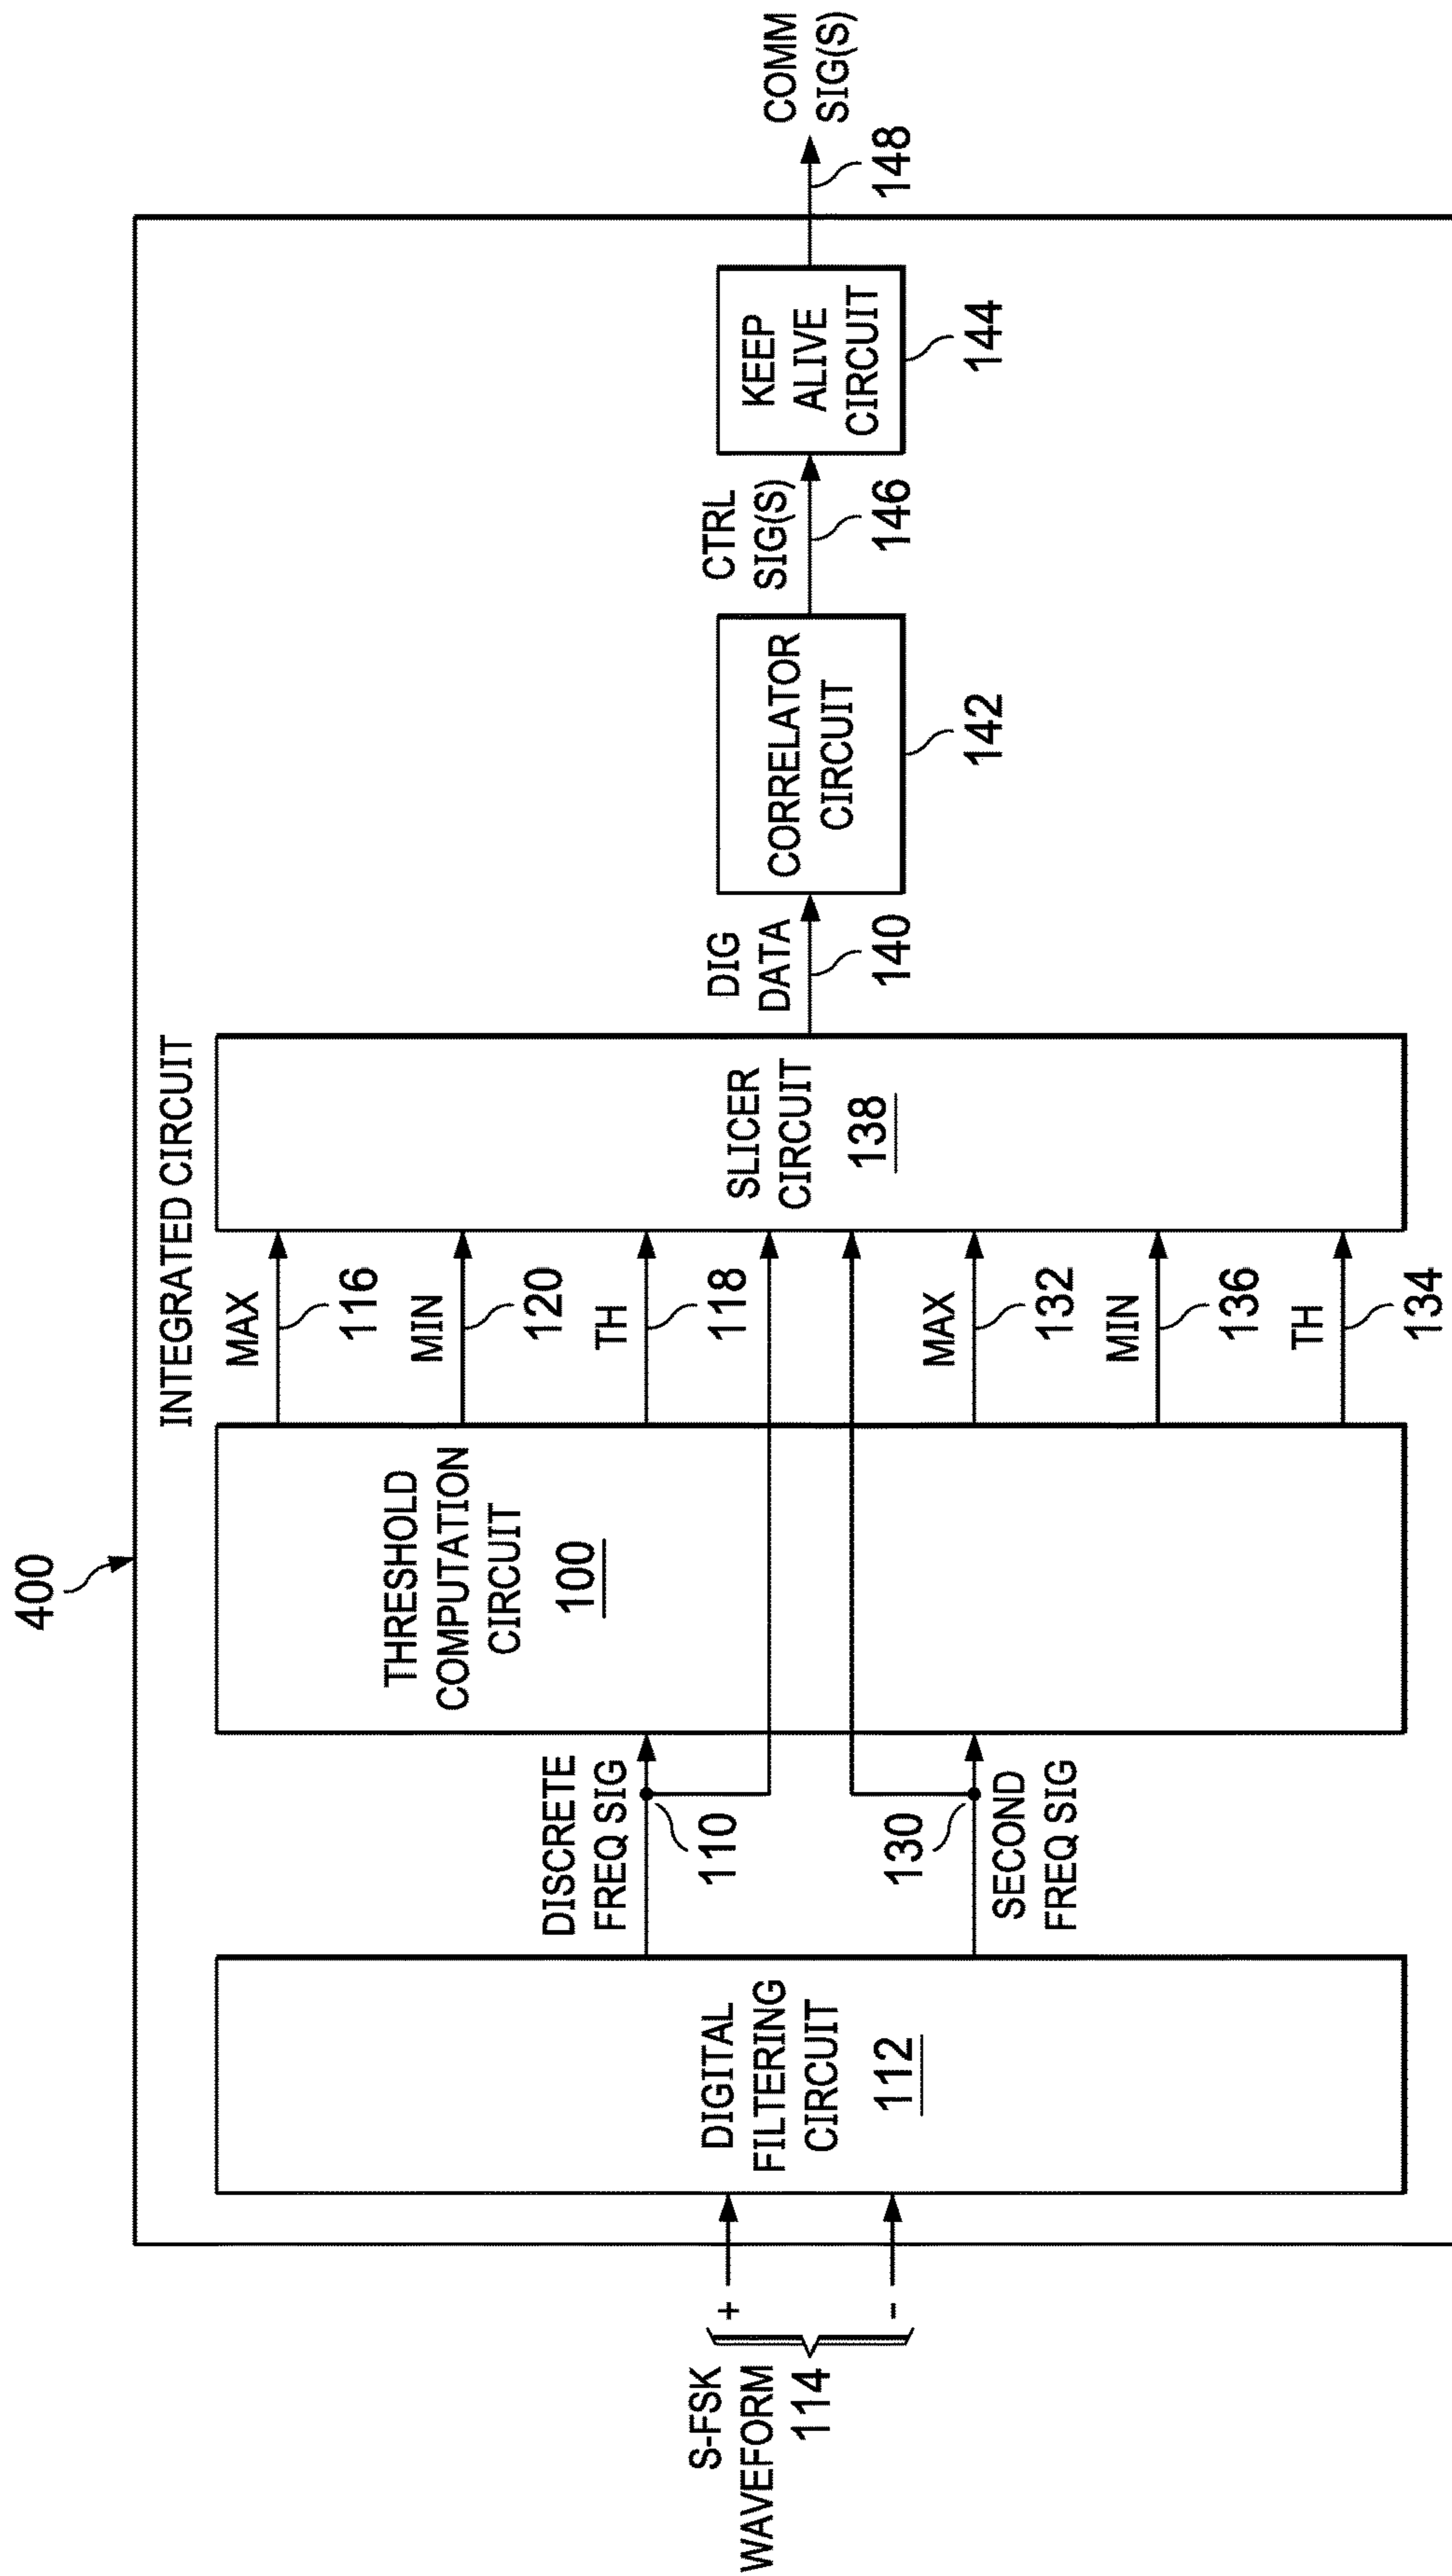 400
INTEGRATED CIRCUIT
S-FSK
WAVEFORM
114
+
-
DIGITAL
FILTERING
CIRCUIT
112
DISCRETE
FREQ SIG
110
130
SECOND
FREQ SIG
THRESHOLD
COMPUTATION
CIRCUIT
100
MAX
116
MIN
120
TH
118
MAX
132
MIN
136
TH
134
SLICER
CIRCUIT
138
DIG
DATA
140
CORRELATOR
CIRCUIT
142
CTRL
SIG(S)
146
KEEP
ALIVE
CIRCUIT
144
COMM
SIG(S)
148